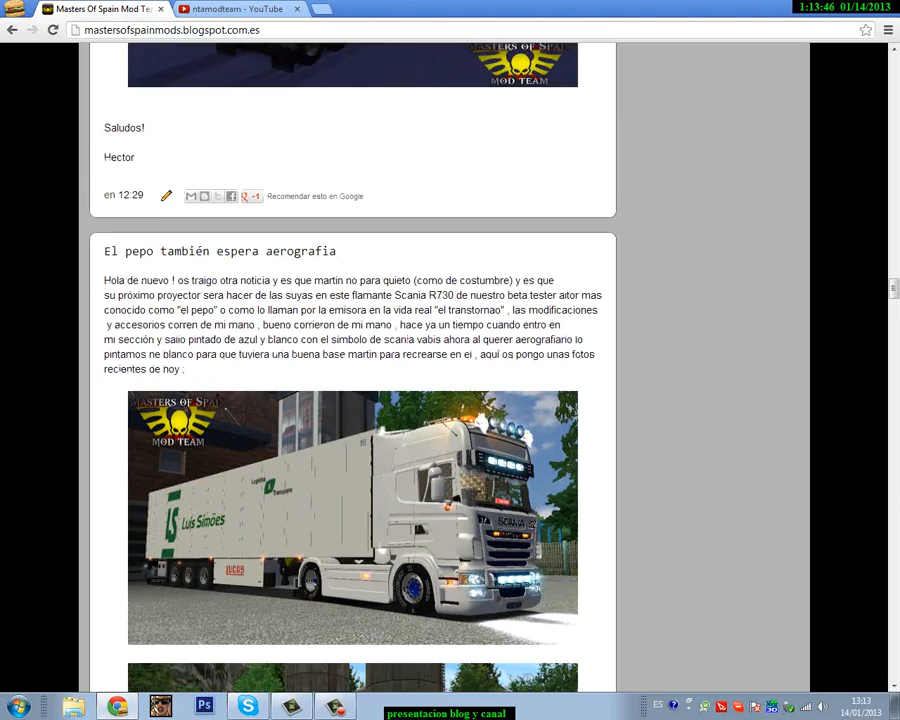 Masters Of Spain Mod Tea
ntamodteam - YouTube
1:13:46 01/14/2013
mastersofspainmods.blogspot.com.es
MASTERS OF SPAIN
MOD TEAM
Saludos!
Hector
en 12:29
+1
Recomendar esto en Google
El pepo también espera aerografia
Hola de nuevo ! os traigo otra noticia y es que martin no para quieto (como de costumbre) y es que
su próximo proyector sera hacer de las suyas en este flamante Scania R730 de nuestro beta tester aitor mas
conocido como "el pepo" o como lo llaman por la emisora en la vida real "el transtornao" , las modificaciones
y accesorios corren de mi mano , bueno corrieron de mi mano , hace ya un tiempo cuando entro en
mi sección y salio pintado de azul y blanco con el simbolo de scania vabis ahora al querer aerografiarlo lo
pintamos ne blanco para que tuviera una buena base martin para recrearse en el , aquí os pongo unas fotos
recientes de hoy ;
MASTERS OF SPAIN
MOD TEAM
LS Luís Simões
Logística
Transporte
LUCAS
SCANIA
Ps
ES
13:13
14/01/2013
presentacion blog y canal